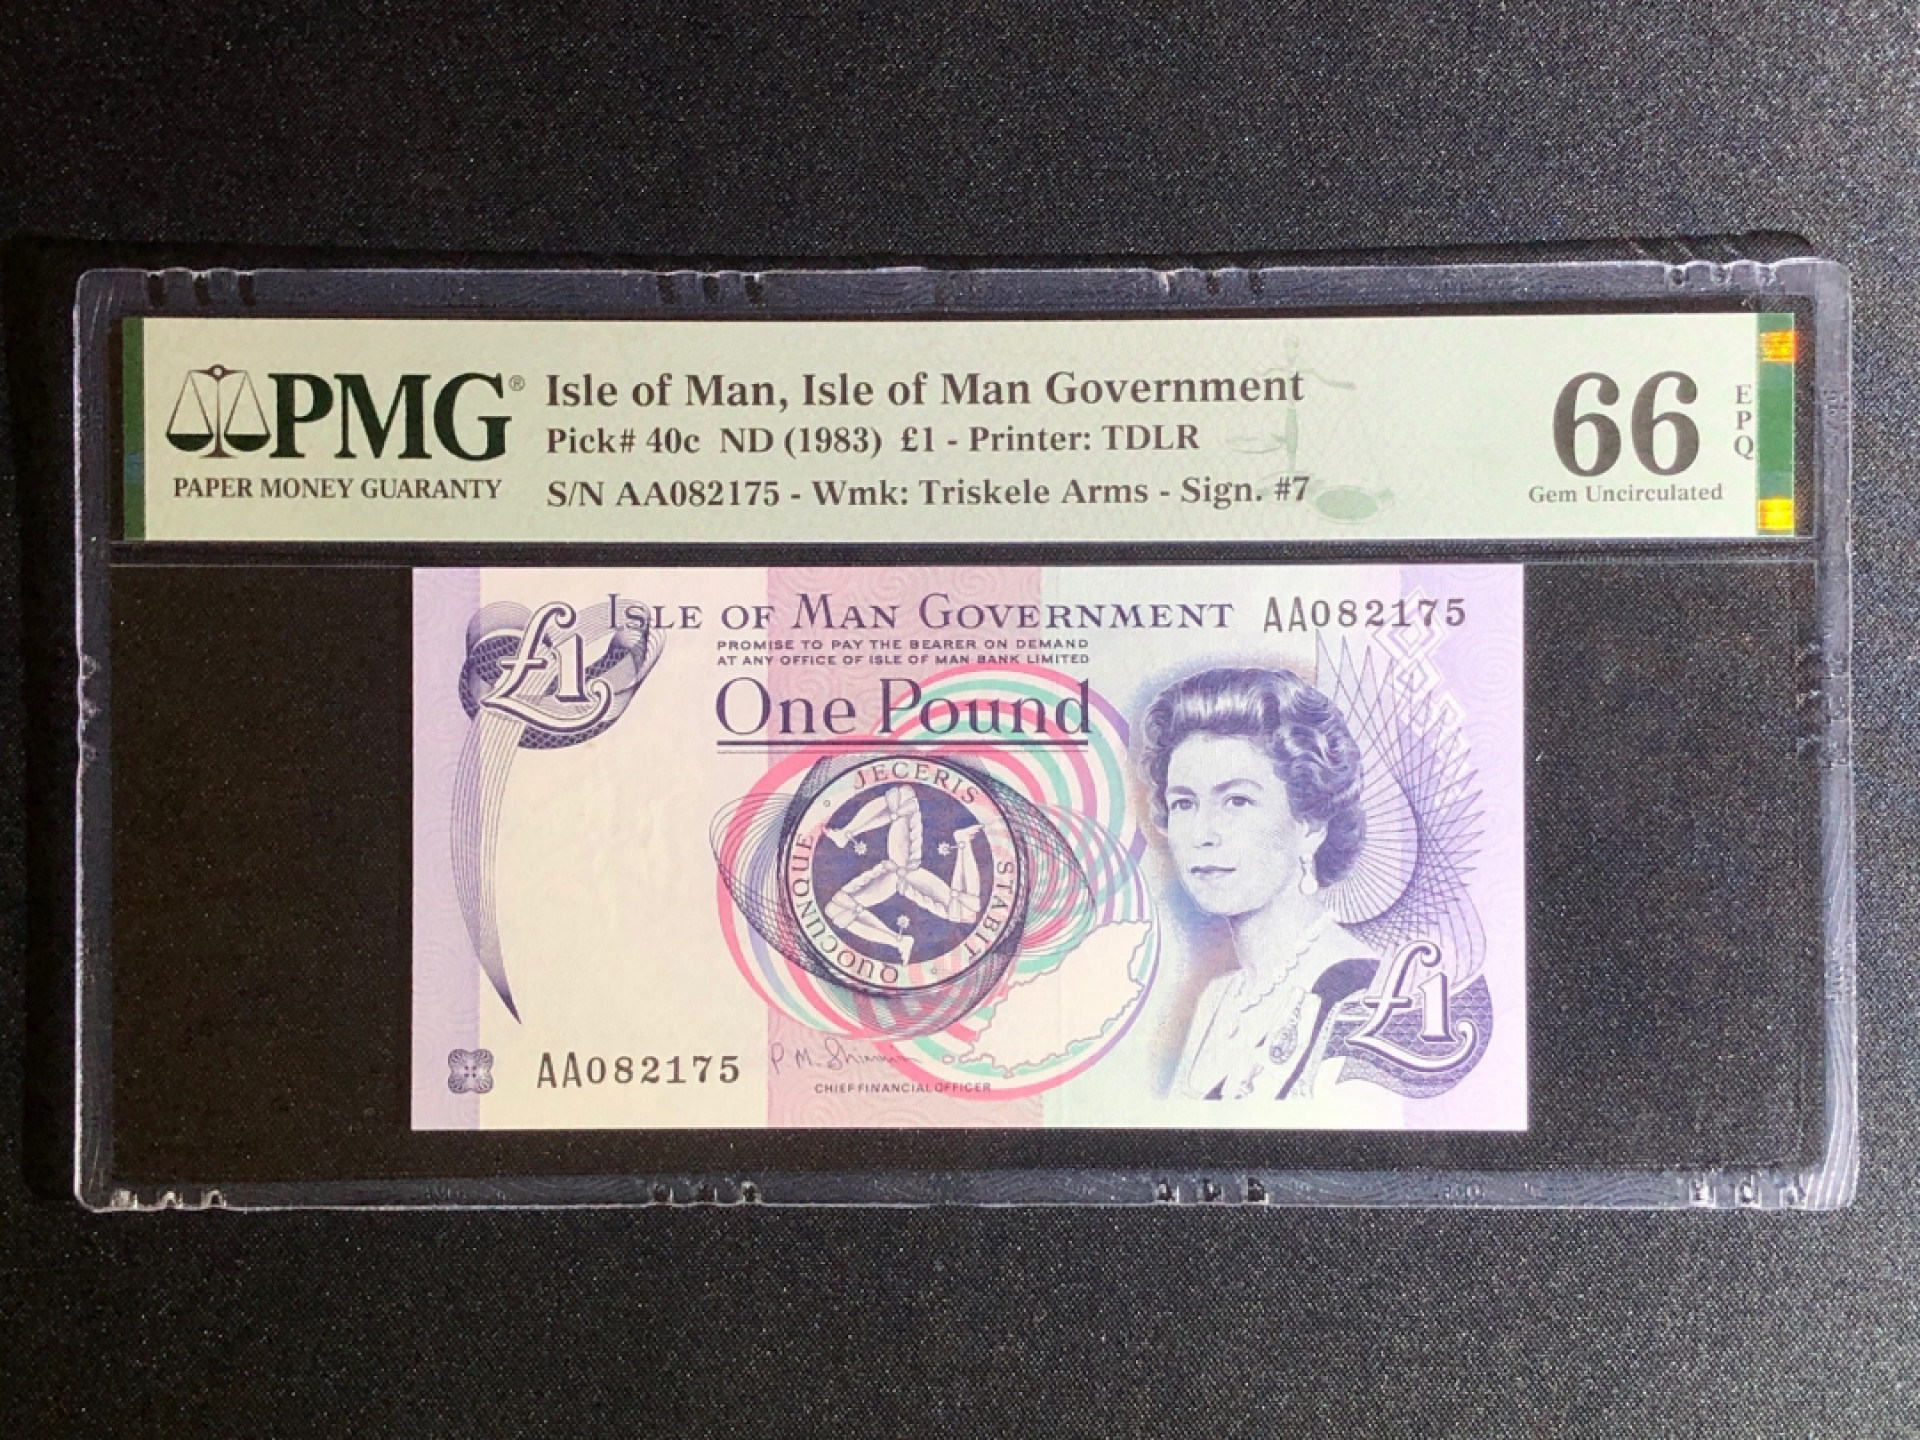 PMG®
PAPER MONEY GUARANTY
Isle of Man, Isle of Man Government
Pick# 40c ND (1983) £1 - Printer: TDLR
S/N AA082175 - Wmk: Triskele Arms - Sign. #7
66
EPQ
Gem Uncirculated
£1
ISLE OF MAN GOVERNMENT AA082175
PROMISE TO PAY THE BEARER ON DEMAND
AT ANY OFFICE OF ISLE OF MAN BANK LIMITED
One Pound
QUOCUNQUE ° JECERIS STABIT °
£1
AA082175
CHIEF FINANCIAL OFFICER